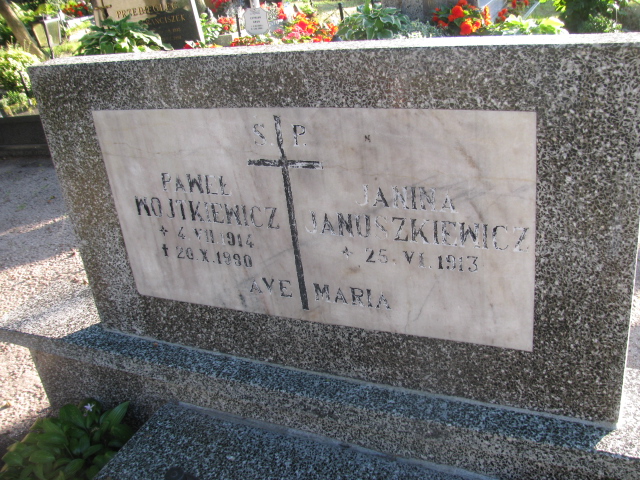 Ś. P.
PAWEŁ
WOJTKIEWICZ
+ 4.VII 1914
† 20.X.1990
JANINA
JANUSZKIEWICZ
+ 25.VI.1913
AVE MARIA